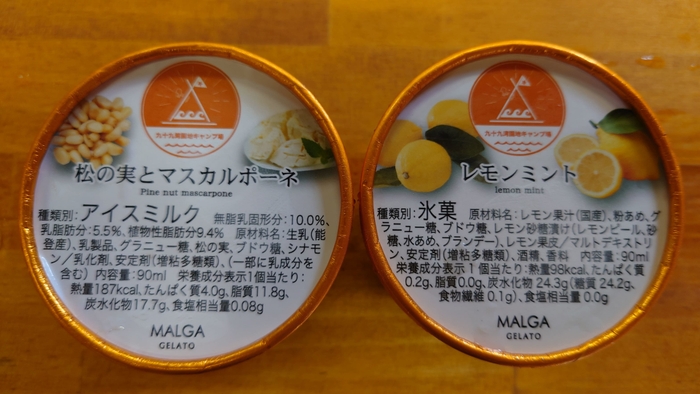 九十九湾園地キャンプ場
松の実とマスカルポーネ
Pine nut mascarpone
種類別:アイスミルク 無脂乳固形分:10.0%、
乳脂肪分:5.5%、植物性脂肪分9.4% 原材料名:生乳(能
登産)、乳製品、グラニュー糖、松の実、ブドウ糖、シナモ
ン/乳化剤、安定剤(増粘多糖類)、(一部に乳成分を
含む) 内容量:90ml 栄養成分表示1個当たり:
熱量187kcal、たんぱく質4.0g、脂質11.8g、
炭水化物17.7g、食塩相当量0.08g
MALGA
GELATO
九十九湾園地キャンプ場
レモンミント
lemon mint
種類別:氷菓 原材料名:レモン果汁(国産)、粉あめ、グ
ラニュー糖、ブドウ糖、レモン砂糖漬け(レモンピール、砂
糖、水あめ、ブランデー)、レモン果皮/マルトデキストリ
ン、安定剤(増粘多糖類)、酒精、香料 内容量:90ml
栄養成分表示1個当たり:熱量98kcal、たんぱく質
0.2g、脂質0.0g、炭水化物 24.3g(糖質 24.2g、
食物繊維 0.1g)、食塩相当量 0.0g
MALGA
GELATO